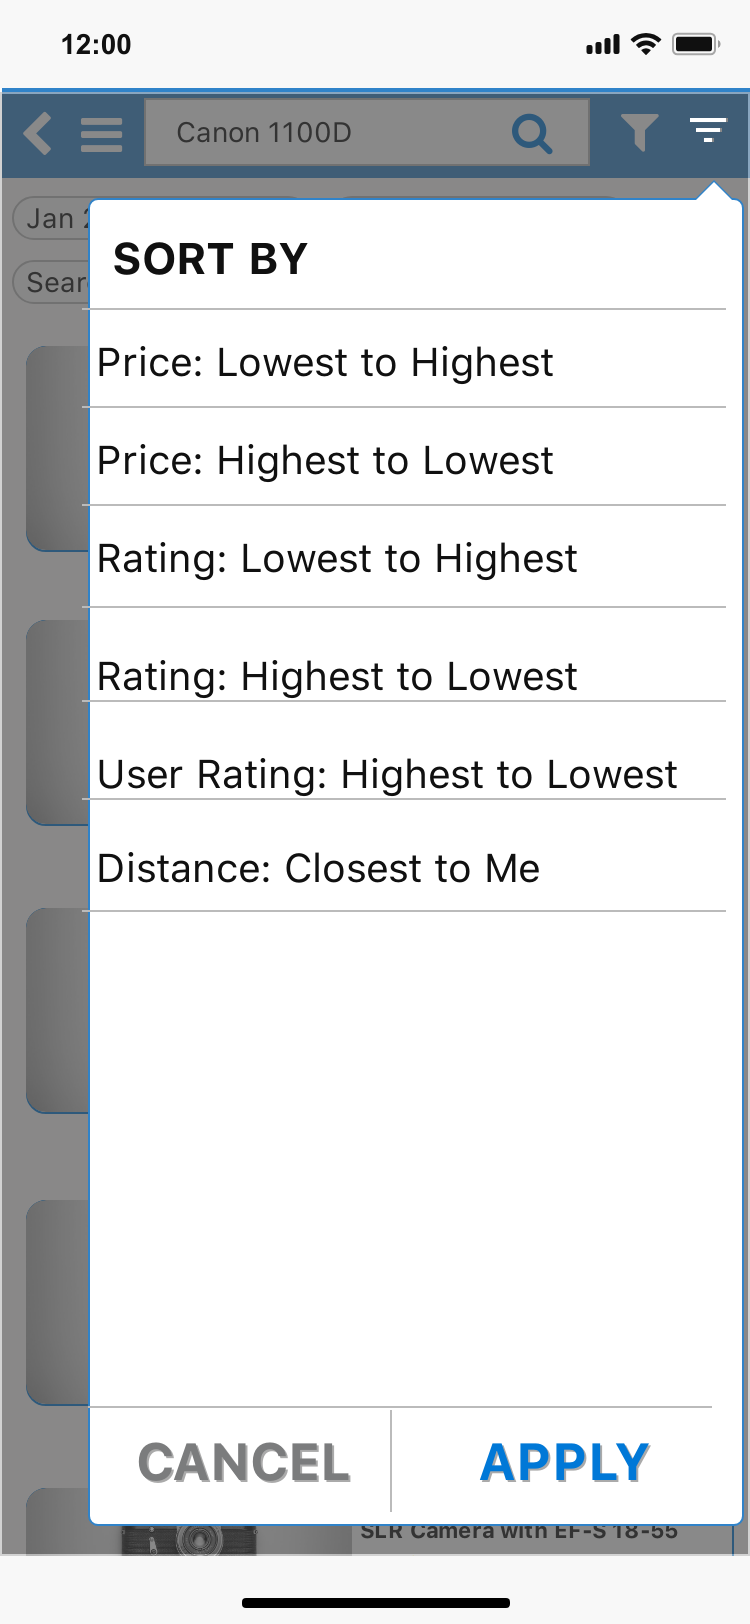 12:00
Canon 1100D
Jan
Sear
SORT BY
Price: Lowest to Highest
Price: Highest to Lowest
Rating: Lowest to Highest
Rating: Highest to Lowest
User Rating: Highest to Lowest
Distance: Closest to Me
CANCEL
APPLY
SLR Camera with EF-S 18-55